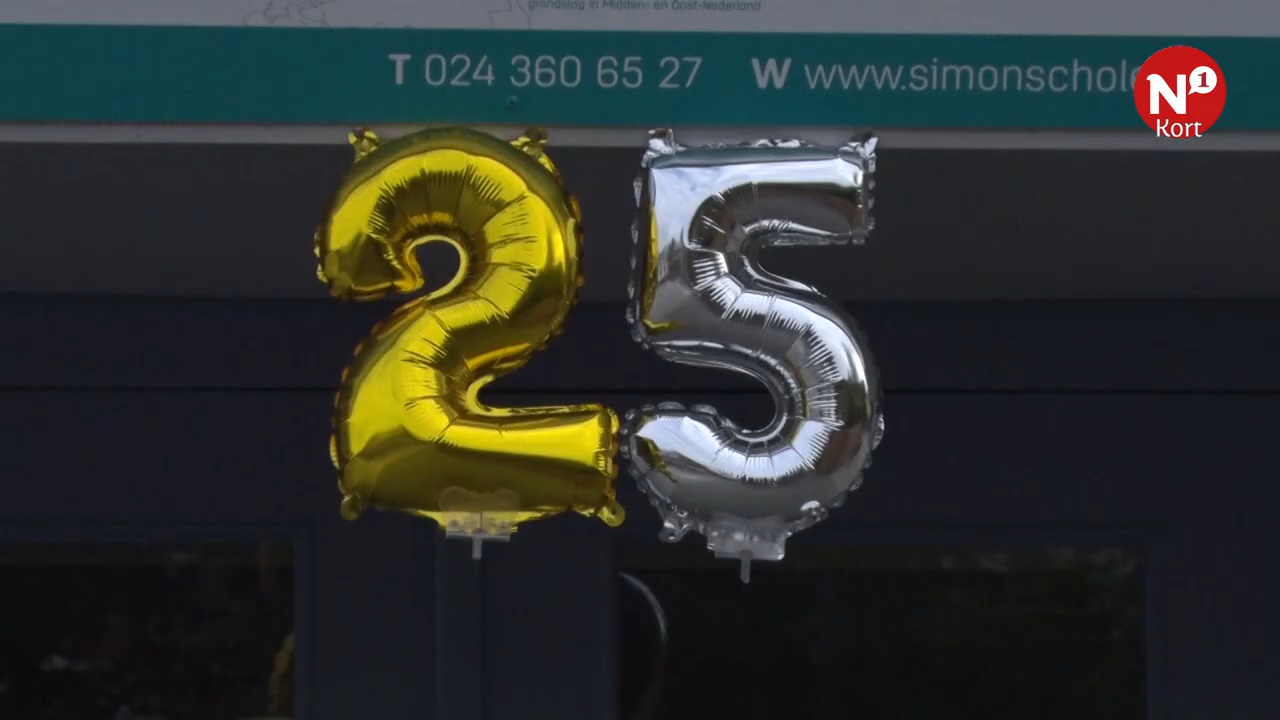 grondslag in Midden- en Oost-Nederland
T 024 360 65 27 W www.simonschole
N1
Kort
25